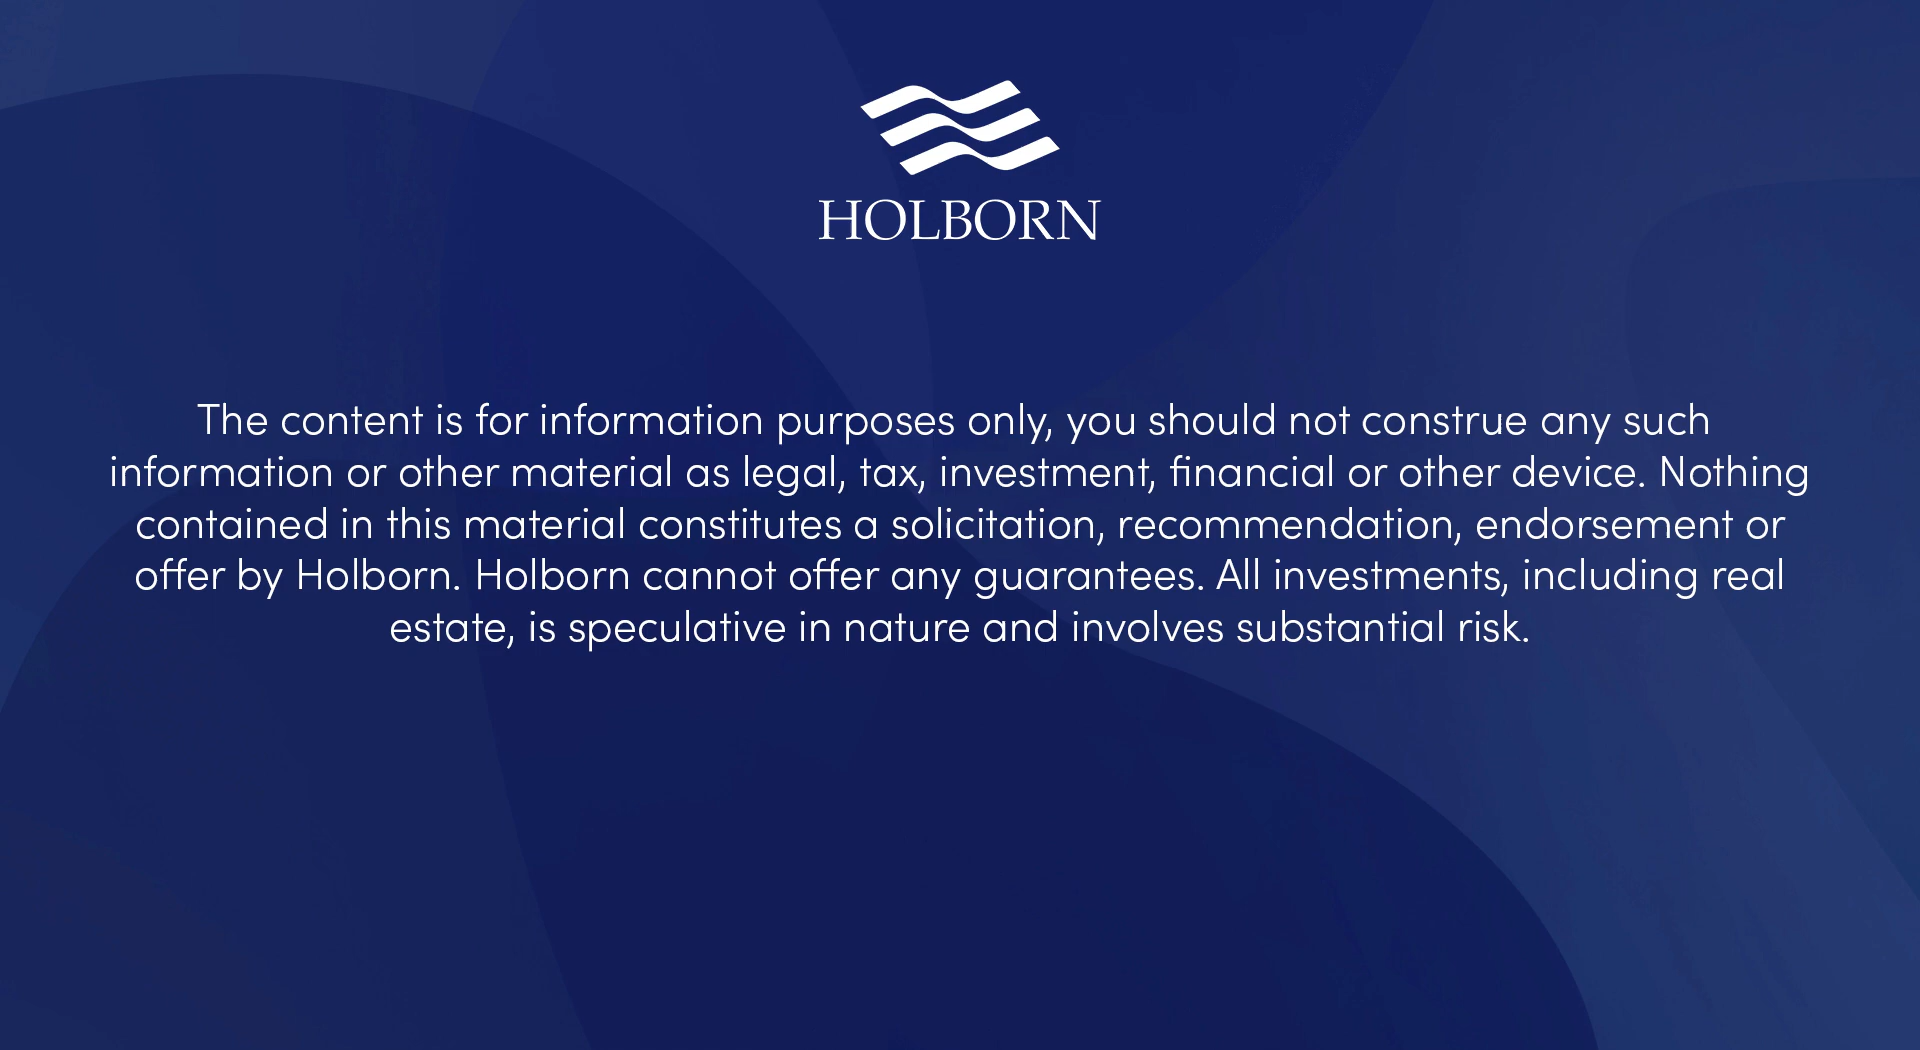 HOLBORN
The content is for information purposes only, you should not construe any such
information or other material as legal, tax, investment, financial or other device. Nothing
contained in this material constitutes a solicitation, recommendation, endorsement or
offer by Holborn. Holborn cannot offer any guarantees. All investments, including real
estate, is speculative in nature and involves substantial risk.